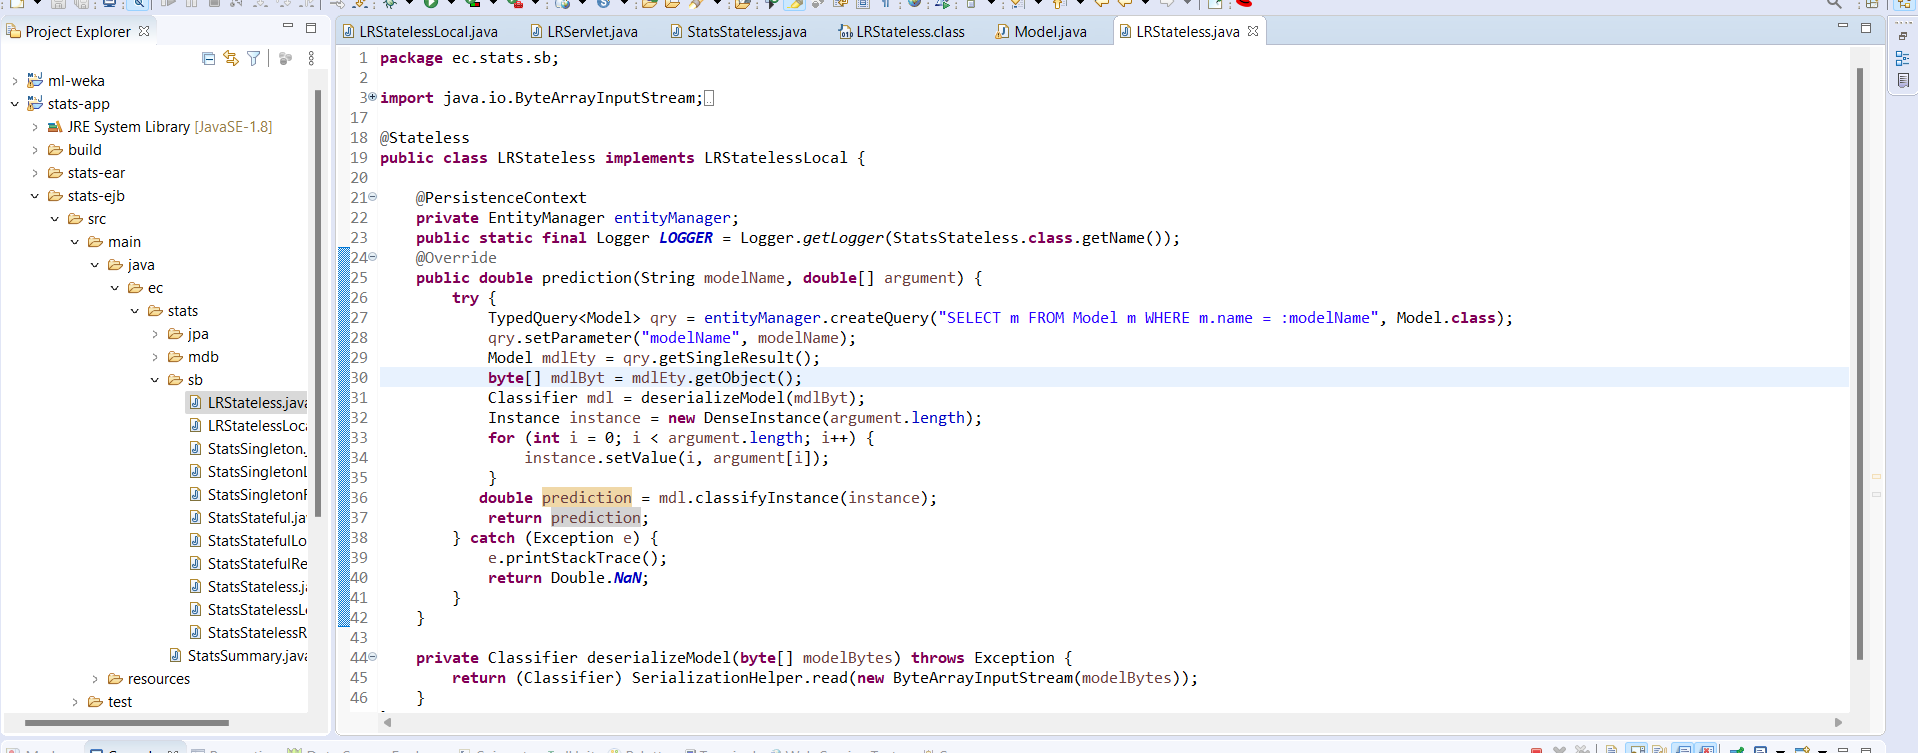 Project Explorer
LRStatelessLocal.java
LRServlet.java
StatsStateless.java
LRStateless.class
Model.java
LRStateless.java
ml-weka
stats-app
JRE System Library [JavaSE-1.8]
build
stats-ear
stats-ejb
src
main
java
ec
stats
jpa
mdb
sb
LRStateless.java
LRStatelessLoca
StatsSingleton.j
StatsSingletonL
StatsSingletonR
StatsStateful.ja
StatsStatefulLo
StatsStatefulRe
StatsStateless.ja
StatsStatelessLo
StatsStatelessR
StatsSummary.java
resources
test
1 package ec.stats.sb;
2
3 import java.io.ByteArrayInputStream;
17
18 @Stateless
19 public class LRStateless implements LRStatelessLocal {
20
21 @PersistenceContext
22 private EntityManager entityManager;
23 public static final Logger LOGGER = Logger.getLogger(StatsStateless.class.getName());
24 @Override
25 public double prediction(String modelName, double[] argument) {
26 try {
27 TypedQuery<Model> qry = entityManager.createQuery("SELECT m FROM Model m WHERE m.name = :modelName", Model.class);
28 qry.setParameter("modelName", modelName);
29 Model mdlEty = qry.getSingleResult();
30 byte[] mdlByt = mdlEty.getObject();
31 Classifier mdl = deserializeModel(mdlByt);
32 Instance instance = new DenseInstance(argument.length);
33 for (int i = 0; i < argument.length; i++) {
34 instance.setValue(i, argument[i]);
35 }
36 double prediction = mdl.classifyInstance(instance);
37 return prediction;
38 } catch (Exception e) {
39 e.printStackTrace();
40 return Double.NaN;
41 }
42 }
43
44 private Classifier deserializeModel(byte[] modelBytes) throws Exception {
45 return (Classifier) SerializationHelper.read(new ByteArrayInputStream(modelBytes));
46 }